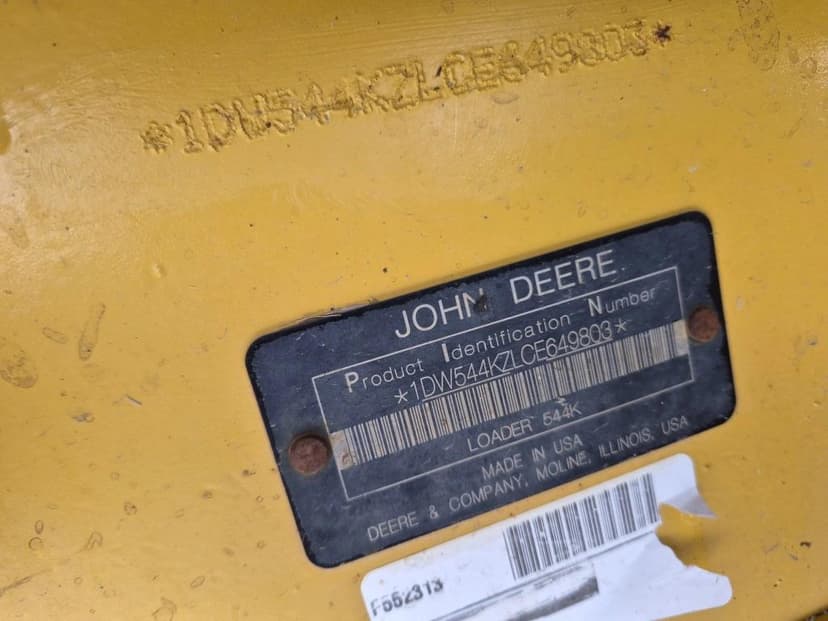 *1DW544KZLCE649803*
JOHN DEERE
Product Identification Number
*1DW544KZLCE649803*
LOADER 544K
MADE IN USA
DEERE & COMPANY, MOLINE, ILLINOIS, USA
F552313